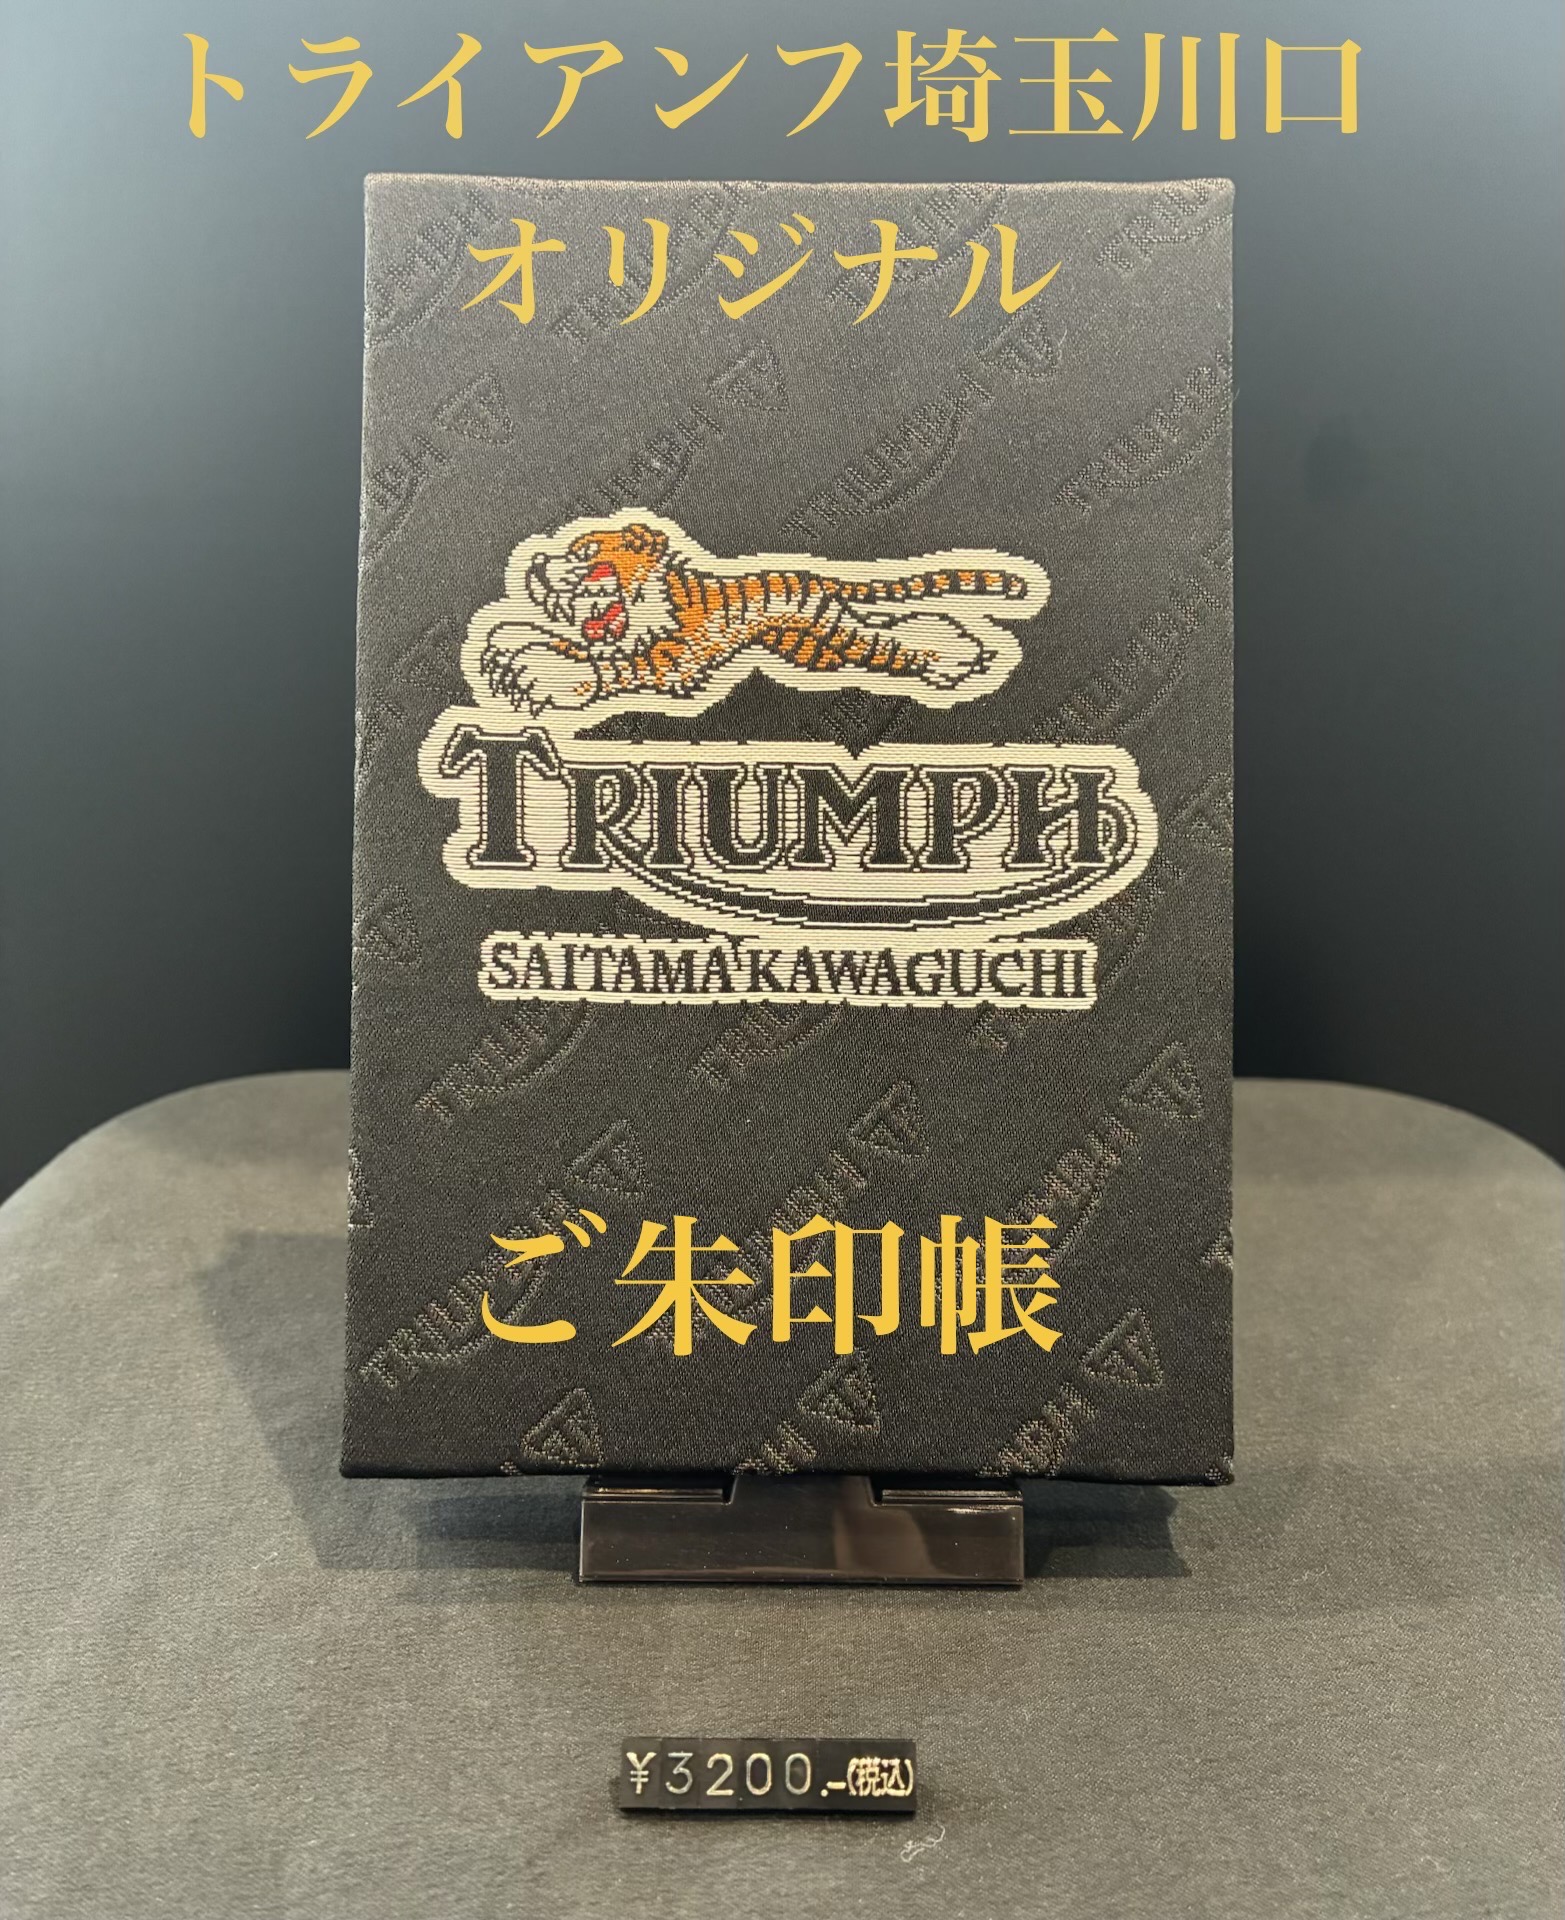 トライアンフ埼玉川口
オリジナル
TRIUMPH
SAITAMA KAWAGUCHI
ご朱印帳
¥3200.-(税込)